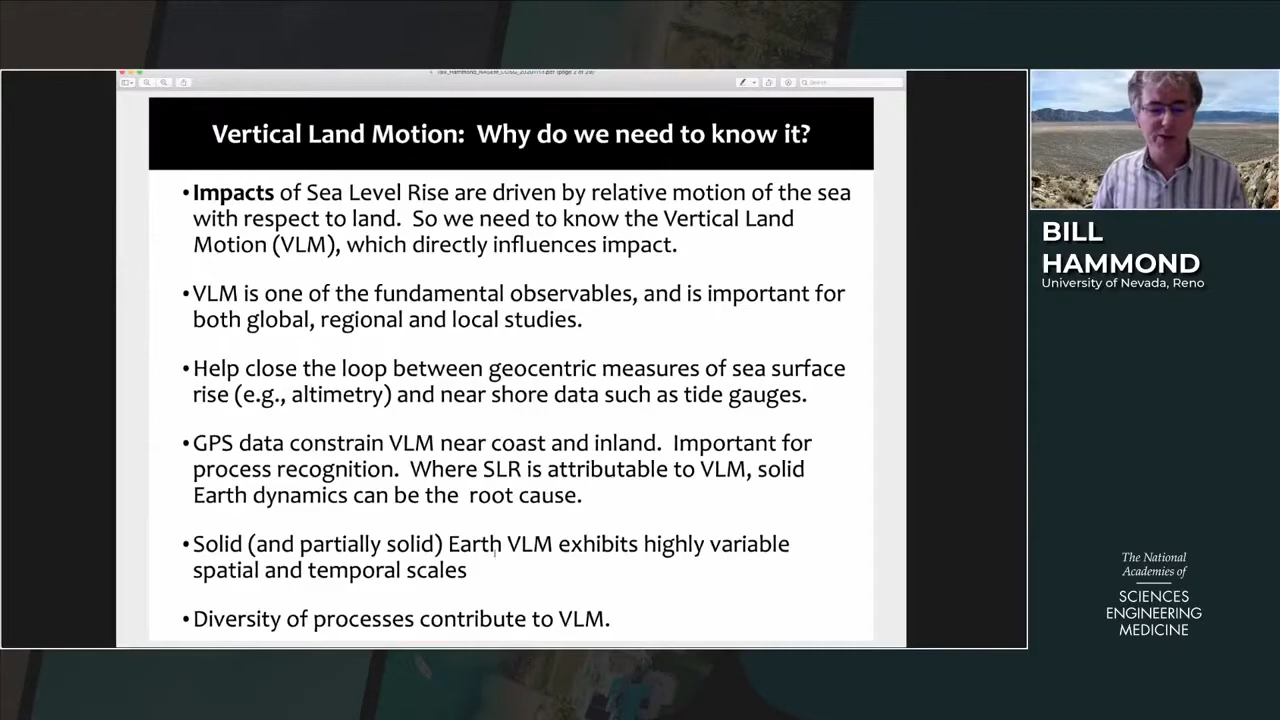 Vertical Land Motion: Why do we need to know it?
•Impacts of Sea Level Rise are driven by relative motion of the sea
with respect to land. So we need to know the Vertical Land
Motion (VLM), which directly influences impact.
•VLM is one of the fundamental observables, and is important for
both global, regional and local studies.
•Help close the loop between geocentric measures of sea surface
rise (e.g., altimetry) and near shore data such as tide gauges.
•GPS data constrain VLM near coast and inland. Important for
process recognition. Where SLR is attributable to VLM, solid
Earth dynamics can be the root cause.
•Solid (and partially solid) Earth VLM exhibits highly variable
spatial and temporal scales
•Diversity of processes contribute to VLM.
BILL
HAMMOND
University of Nevada, Reno
The National
Academies of
SCIENCES
ENGINEERING
MEDICINE
Search